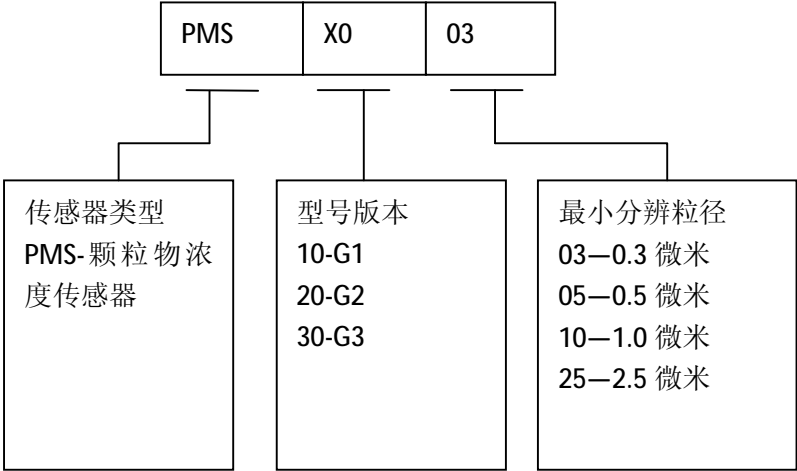 PMS X0 03
传感器类型
PMS-颗粒物浓
度传感器
型号版本
10-G1
20-G2
30-G3
最小分辨粒径
03—0.3 微米
05—0.5 微米
10—1.0 微米
25—2.5 微米